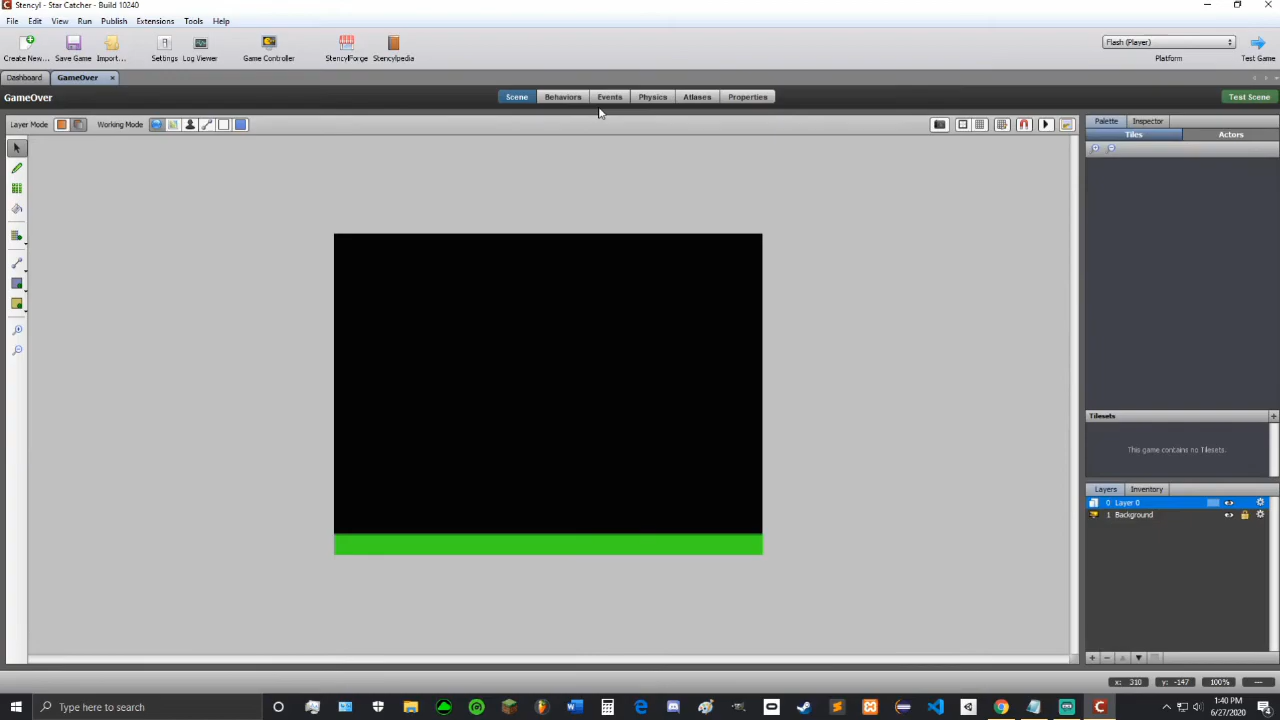 Stencyl - Star Catcher - Build 10240
File Edit View Run Publish Extensions Tools Help
Create New... Save Game Import... Settings Log Viewer Game Controller StencylForge Stencylpedia Flash (Player) Platform Test Game
Dashboard GameOver ×
GameOver Scene Behaviors Events Physics Atlases Properties Test Scene
Layer Mode Working Mode Palette Inspector
Tiles Actors
Tilesets
This game contains no Tilesets.
Layers Inventory
0 Layer 0
1 Background
x: 310 y: -147 100%
Type here to search
1:40 PM
6/27/2020